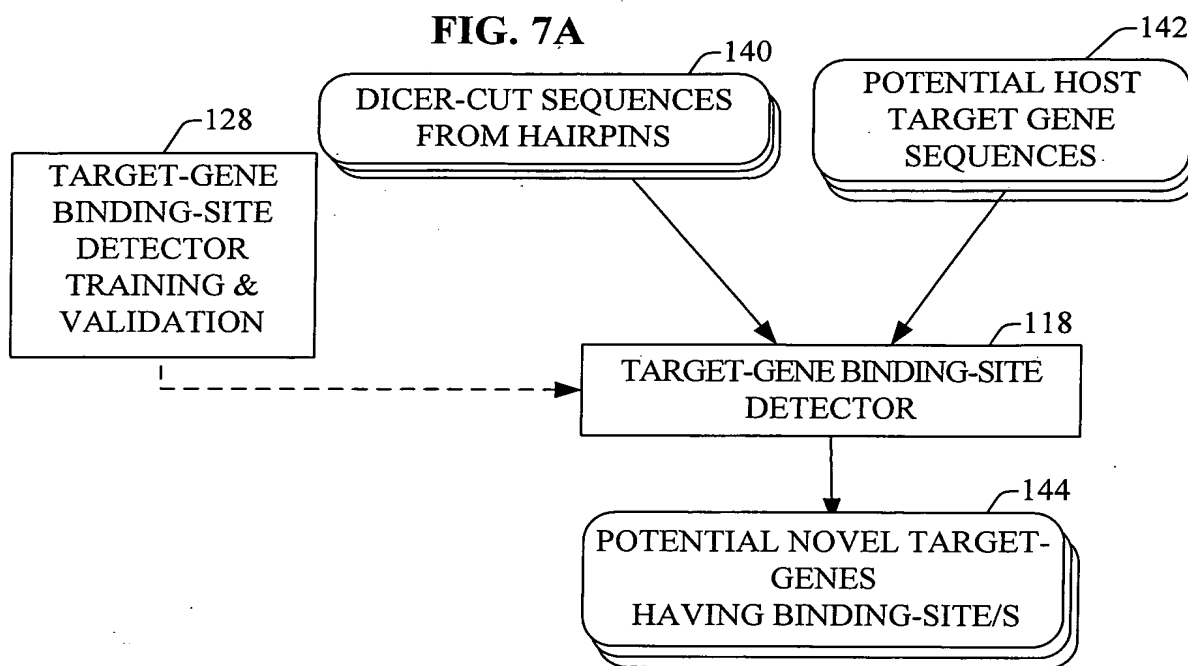 FIG. 7A
140
DICER-CUT SEQUENCES
FROM HAIRPINS
142
POTENTIAL HOST
TARGET GENE
SEQUENCES
128
TARGET-GENE
BINDING-SITE
DETECTOR
TRAINING &
VALIDATION
118
TARGET-GENE BINDING-SITE
DETECTOR
144
POTENTIAL NOVEL TARGET-
GENES
HAVING BINDING-SITE/S